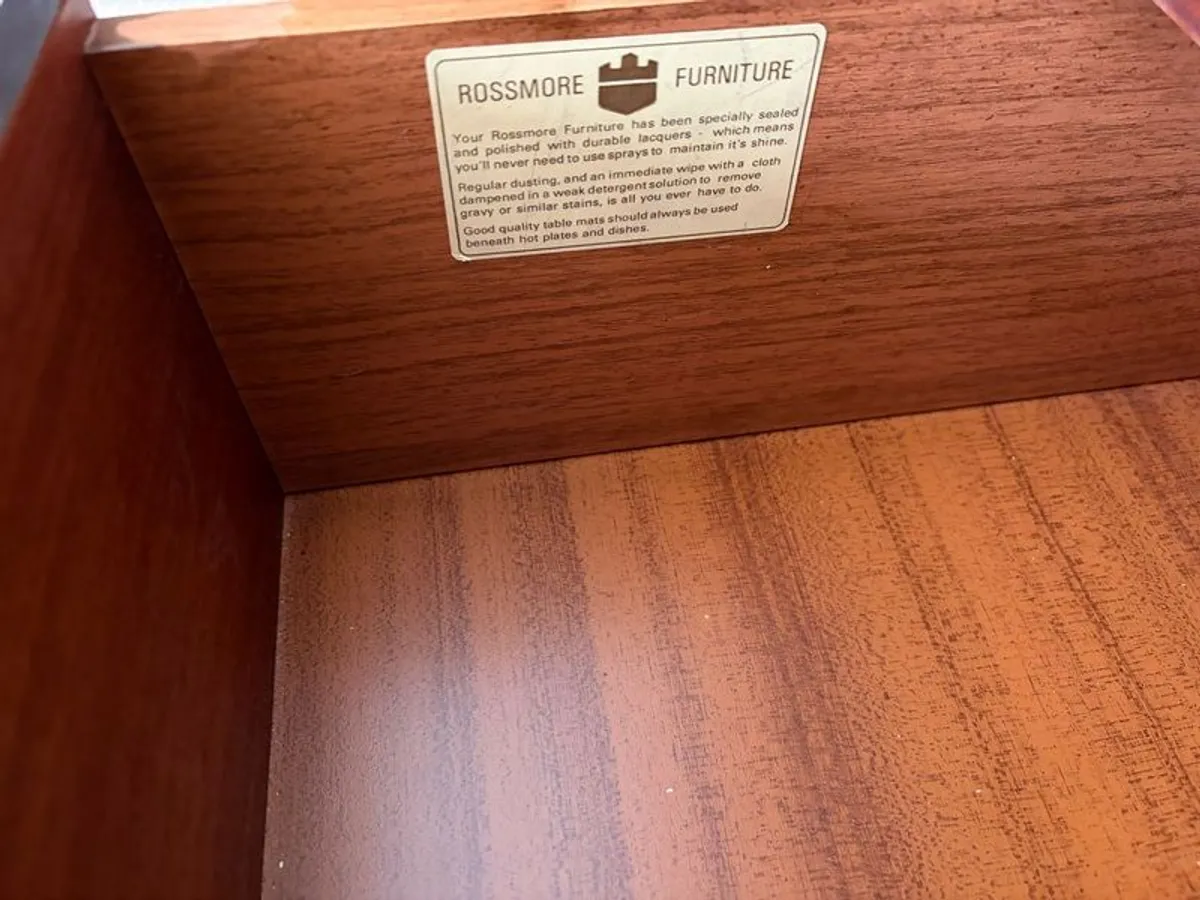 ROSSMORE FURNITURE
Your Rossmore Furniture has been specially sealed
and polished with durable lacquers - which means
you'll never need to use sprays to maintain it's shine.
Regular dusting, and an immediate wipe with a cloth
dampened in a weak detergent solution to remove
gravy or similar stains, is all you ever have to do.
Good quality table mats should always be used
beneath hot plates and dishes.